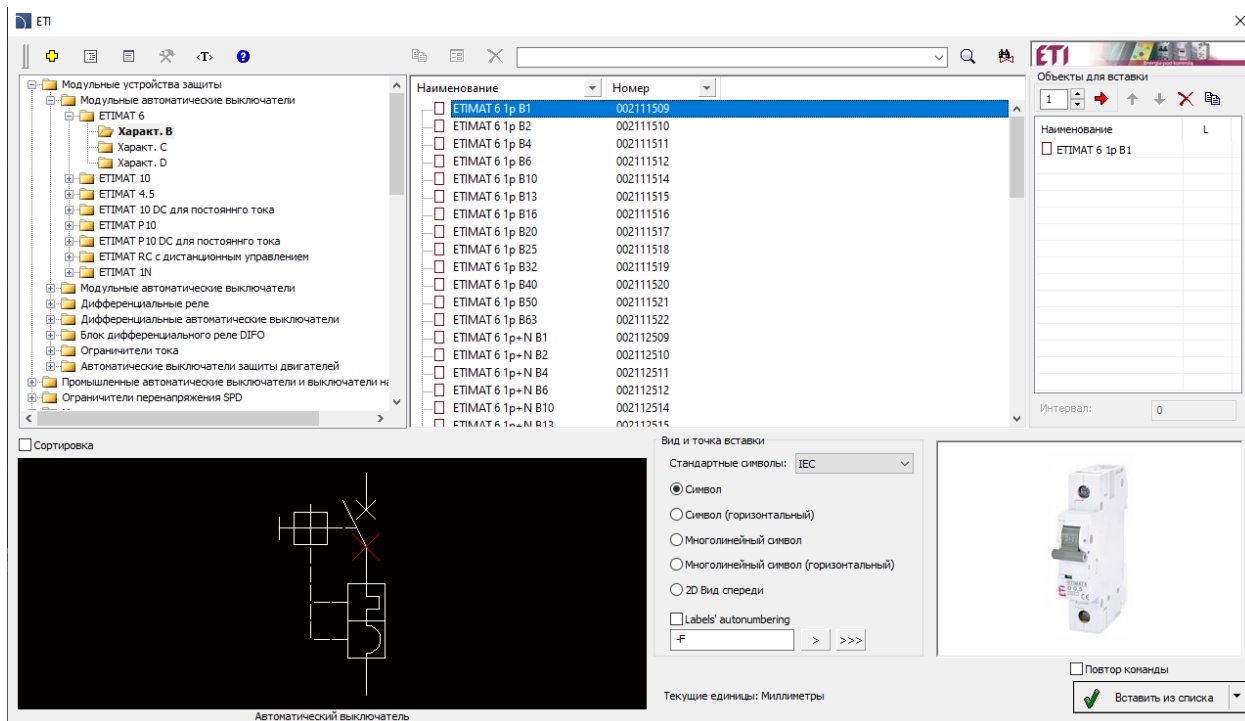 ETI
<T>
ETI
Energia pod kontrolą
Модульные устройства защиты
Модульные автоматические выключатели
ETIMAT 6
Характ. B
Характ. C
Характ. D
ETIMAT 10
ETIMAT 4.5
ETIMAT 10 DC для постояннго тока
ETIMAT P10
ETIMAT P10 DC для постояннго тока
ETIMAT RC с дистанционным управлением
ETIMAT 1N
Модульные автоматические выключатели
Дифференциальные реле
Дифференциальные автоматические выключатели
Блок дифференциального реле DIFO
Ограничители тока
Автоматические выключатели защиты двигателей
Промышленные автоматические выключатели и выключатели на
Ограничители перенапряжения SPD
Наименование Номер
ETIMAT 6 1p B1 002111509
ETIMAT 6 1p B2 002111510
ETIMAT 6 1p B4 002111511
ETIMAT 6 1p B6 002111512
ETIMAT 6 1p B10 002111514
ETIMAT 6 1p B13 002111515
ETIMAT 6 1p B16 002111516
ETIMAT 6 1p B20 002111517
ETIMAT 6 1p B25 002111518
ETIMAT 6 1p B32 002111519
ETIMAT 6 1p B40 002111520
ETIMAT 6 1p B50 002111521
ETIMAT 6 1p B63 002111522
ETIMAT 6 1p+N B1 002112509
ETIMAT 6 1p+N B2 002112510
ETIMAT 6 1p+N B4 002112511
ETIMAT 6 1p+N B6 002112512
ETIMAT 6 1p+N B10 002112514
ETIMAT 6 1p+N B13 002112515
Объекты для вставки
1
Наименование L
ETIMAT 6 1p B1
Интервал: 0
Сортировка
Автоматический выключатель
Вид и точка вставки
Стандартные символы: IEC
Символ
Символ (горизонтальный)
Многолинейный символ
Многолинейный символ (горизонтальный)
2D Вид спереди
Labels' autonumbering
-F > >>>
Текущие единицы: Миллиметры
Повтор команды
Вставить из списка